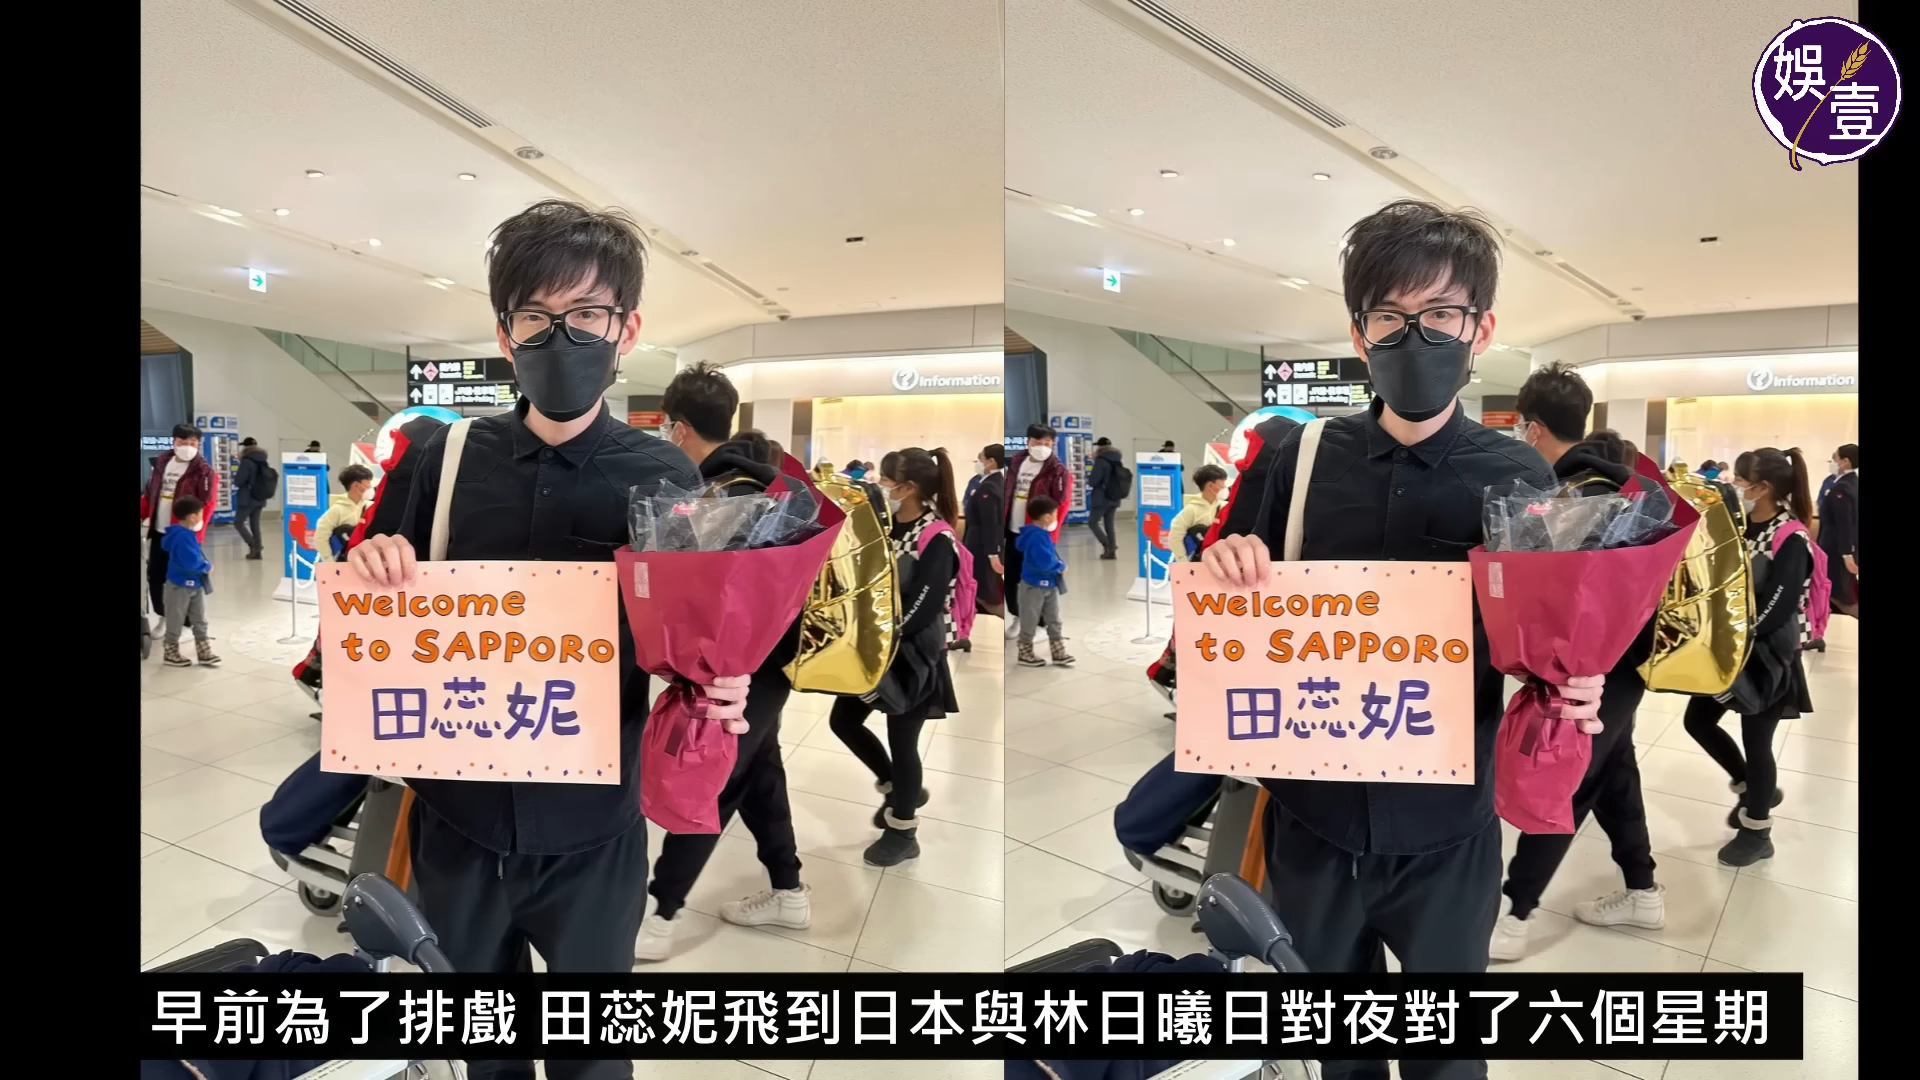 娛
壹
Information
Information
Welcome
to SAPPORO
田蕊妮
Welcome
to SAPPORO
田蕊妮
早前為了排戲 田蕊妮飛到日本與林日曦日對夜對了六個星期